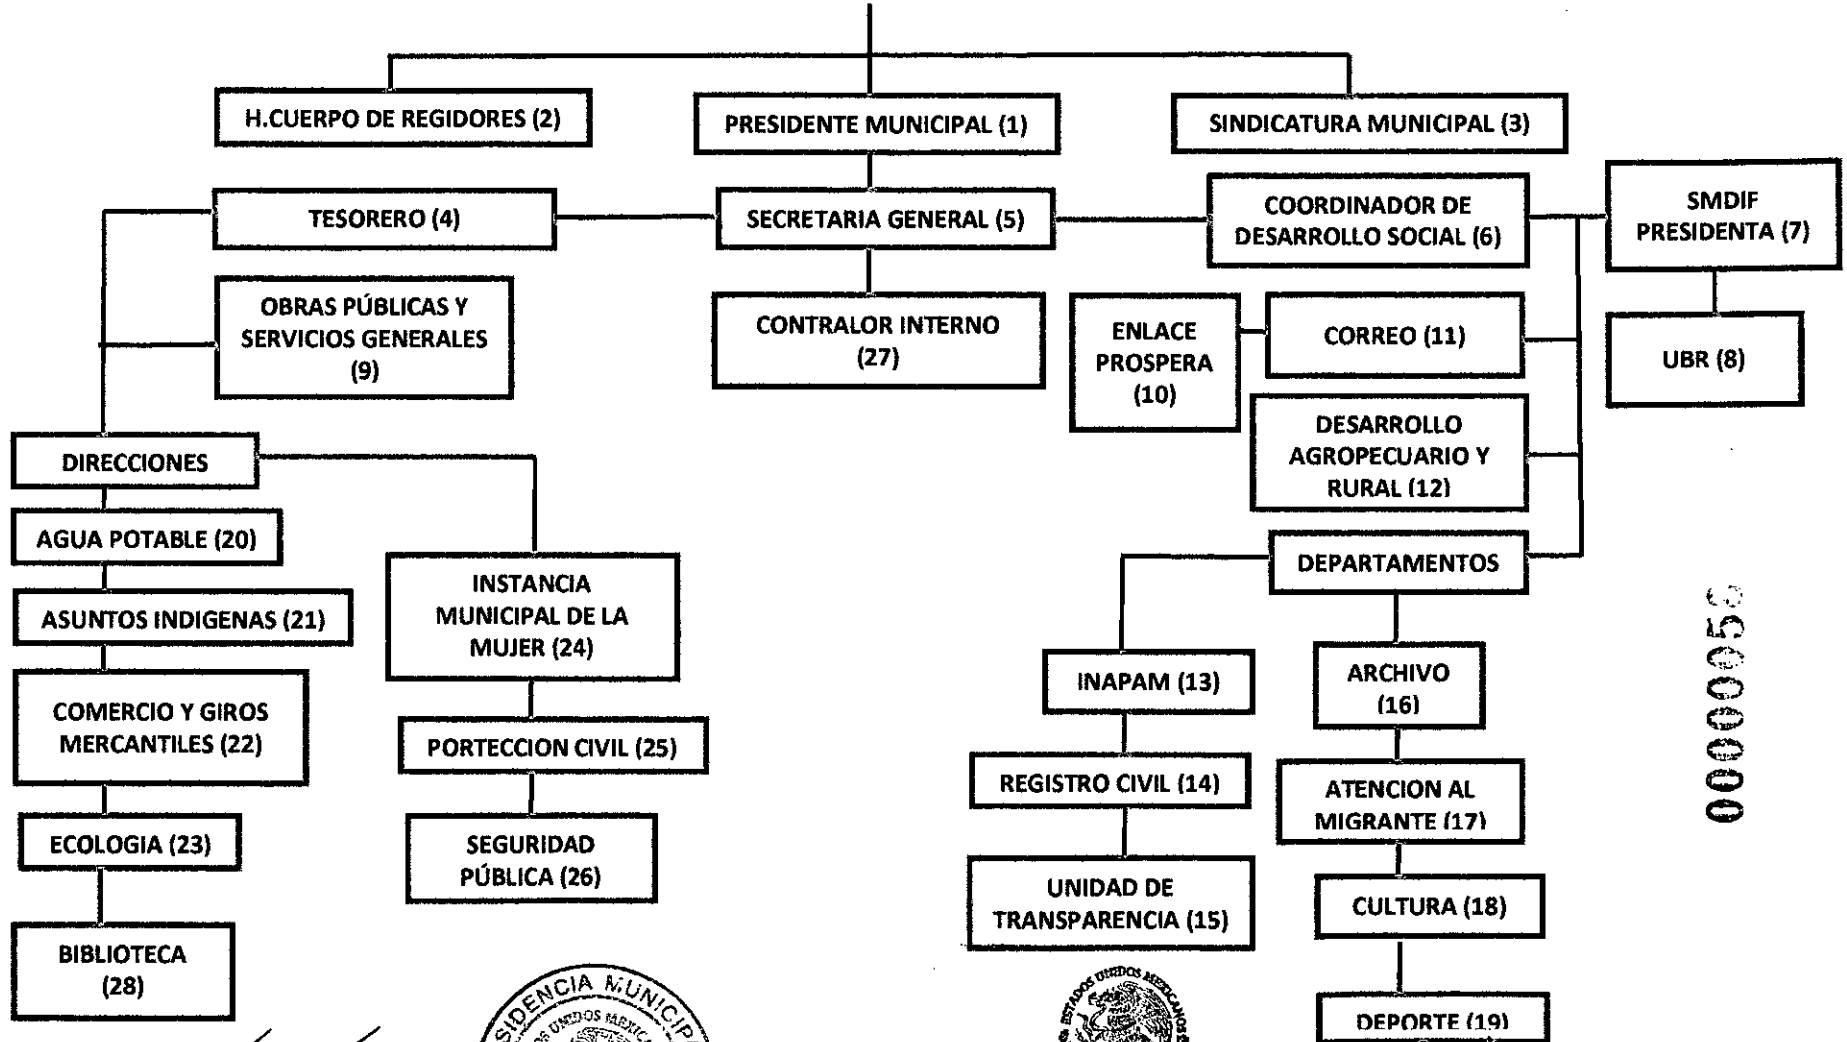 H.CUERPO DE REGIDORES (2)
PRESIDENTE MUNICIPAL (1)
SINDICATURA MUNICIPAL (3)
TESORERO (4)
SECRETARIA GENERAL (5)
COORDINADOR DE
DESARROLLO SOCIAL (6)
SMDIF
PRESIDENTA (7)
OBRAS PÚBLICAS Y
SERVICIOS GENERALES
(9)
CONTRALOR INTERNO
(27)
ENLACE
PROSPERA
(10)
CORREO (11)
UBR (8)
DESARROLLO
AGROPECUARIO Y
RURAL (12)
DIRECCIONES
AGUA POTABLE (20)
ASUNTOS INDIGENAS (21)
COMERCIO Y GIROS
MERCANTILES (22)
ECOLOGIA (23)
BIBLIOTECA
(28)
INSTANCIA
MUNICIPAL DE LA
MUJER (24)
PORTECCION CIVIL (25)
SEGURIDAD
PÚBLICA (26)
DEPARTAMENTOS
INAPAM (13)
REGISTRO CIVIL (14)
UNIDAD DE
TRANSPARENCIA (15)
ARCHIVO
(16)
ATENCION AL
MIGRANTE (17)
CULTURA (18)
DEPORTE (19)
ESTADOS UNIDOS MEXICANOS